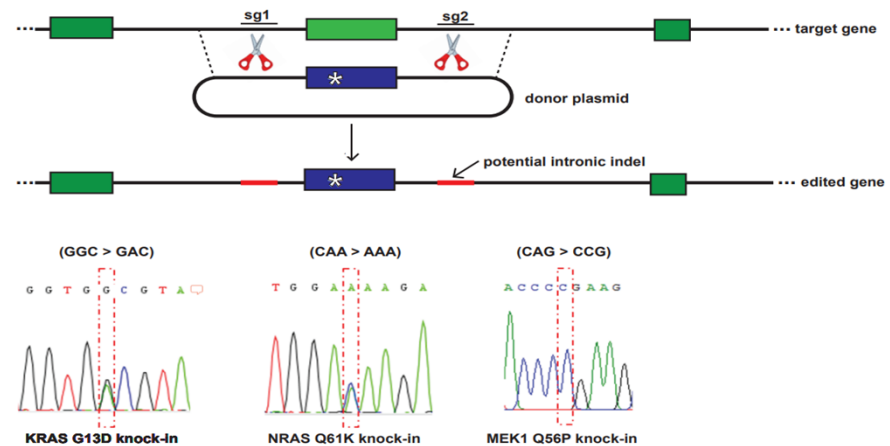 sg1 sg2
... ... target gene
*
donor plasmid
potential intronic indel
... * ... edited gene
(GGC > GAC) (CAA > AAA) (CAG > CCG)
G G T G G C G T A T G G A A A A G A A C C C C G A A G
KRAS G13D knock-in NRAS Q61K knock-in MEK1 Q56P knock-in